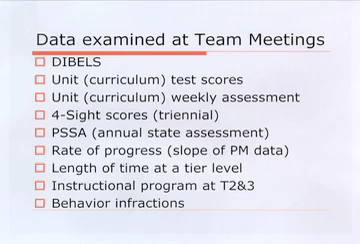 Data examined at Team Meetings
DIBELS
Unit (curriculum) test scores
Unit (curriculum) weekly assessment
4-Sight scores (triennial)
PSSA (annual state assessment)
Rate of progress (slope of PM data)
Length of time at a tier level
Instructional program at T2&3
Behavior infractions